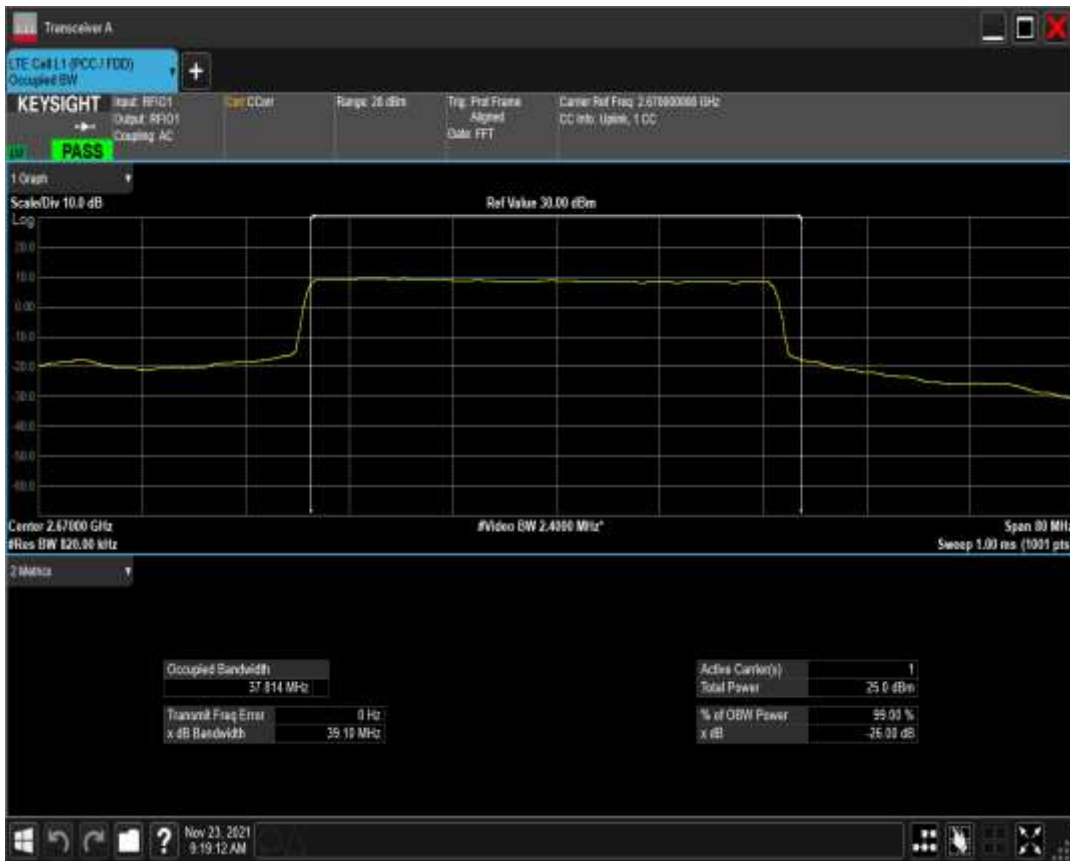 Transceiver A
LTE Cell L1 (PCC / FDD)
Occupied BW
KEYSIGHT
Input: RFIO1
Output: RFIO1
Coupling: AC
Corr CCorr
Range: 28 dBm
Trig: Prot Frame
Aligned
Gate: FFT
Carrier Ref Freq: 2.670000000 GHz
CC Info: Uplink, 1 CC
PASS
1 Graph
Scale/Div 10.0 dB
Ref Value 30.00 dBm
Log
20.0
10.0
0.00
-10.0
-20.0
-30.0
-40.0
-50.0
-60.0
Center 2.67000 GHz
#Video BW 2.4000 MHz*
Span 80 MHz
#Res BW 820.00 kHz
Sweep 1.00 ms (1001 pts
2 Metrics
Occupied Bandwidth
37.814 MHz
Transmit Freq Error 0 Hz
x dB Bandwidth 39.10 MHz
Active Carrier(s) 1
Total Power 25.0 dBm
% of OBW Power 99.00 %
x dB -26.00 dB
?
Nov 23, 2021
9:19:12 AM